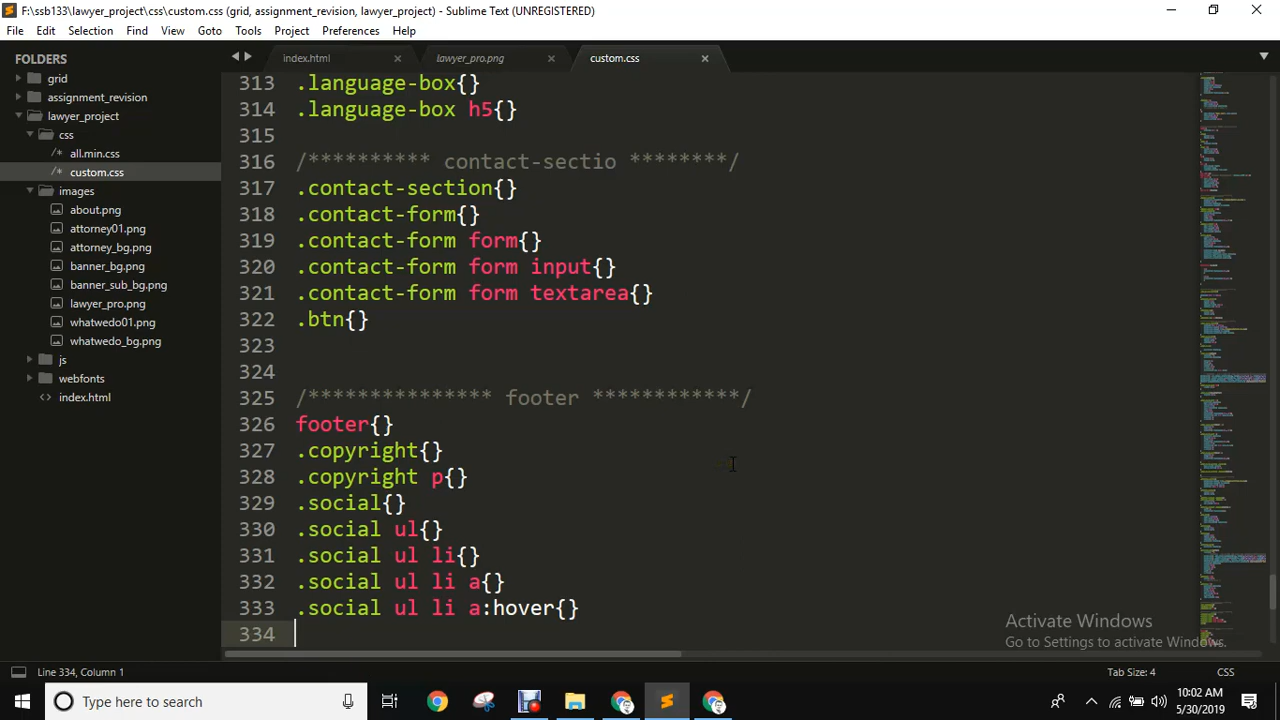 F:\ssb133\lawyer_project\css\custom.css (grid, assignment_revision, lawyer_project) - Sublime Text (UNREGISTERED)
File Edit Selection Find View Goto Tools Project Preferences Help
FOLDERS
grid
assignment_revision
lawyer_project
css
/* all.min.css
/* custom.css
images
about.png
attorney01.png
attorney_bg.png
banner_bg.png
banner_sub_bg.png
lawyer_pro.png
whatwedo01.png
whatwedo_bg.png
js
webfonts
index.html
index.html lawyer_pro.png custom.css
313 .language-box{}
314 .language-box h5{}
315
316 /********** contact-sectio ********/
317 .contact-section{}
318 .contact-form{}
319 .contact-form form{}
320 .contact-form form input{}
321 .contact-form form textarea{}
322 .btn{}
323
324
325 /*************** footer ************/
326 footer{}
327 .copyright{}
328 .copyright p{}
329 .social{}
330 .social ul{}
331 .social ul li{}
332 .social ul li a{}
333 .social ul li a:hover{}
334
Activate Windows
Go to Settings to activate Windows.
Line 334, Column 1 Tab Size: 4 CSS
Type here to search
10:02 AM
5/30/2019